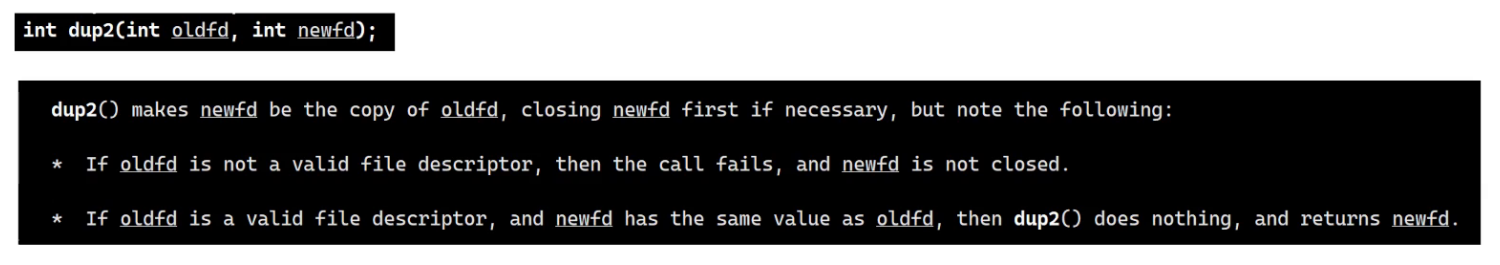 int dup2(int oldfd, int newfd);
dup2() makes newfd be the copy of oldfd, closing newfd first if necessary, but note the following:
* If oldfd is not a valid file descriptor, then the call fails, and newfd is not closed.
* If oldfd is a valid file descriptor, and newfd has the same value as oldfd, then dup2() does nothing, and returns newfd.